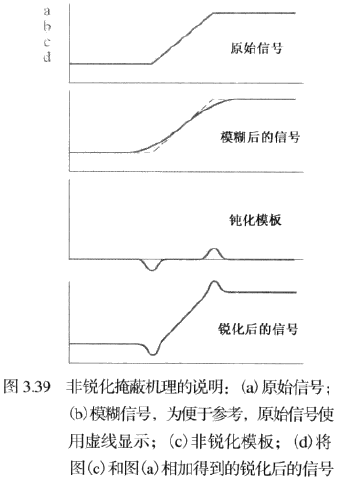 a
b
c
d
原始信号
模糊后的信号
钝化模板
锐化后的信号
图 3.39 非锐化掩蔽机理的说明：(a)原始信号；
(b)模糊信号，为便于参考，原始信号使
用虚线显示；(c)非锐化模板；(d)将
图(c)和图(a)相加得到的锐化后的信号